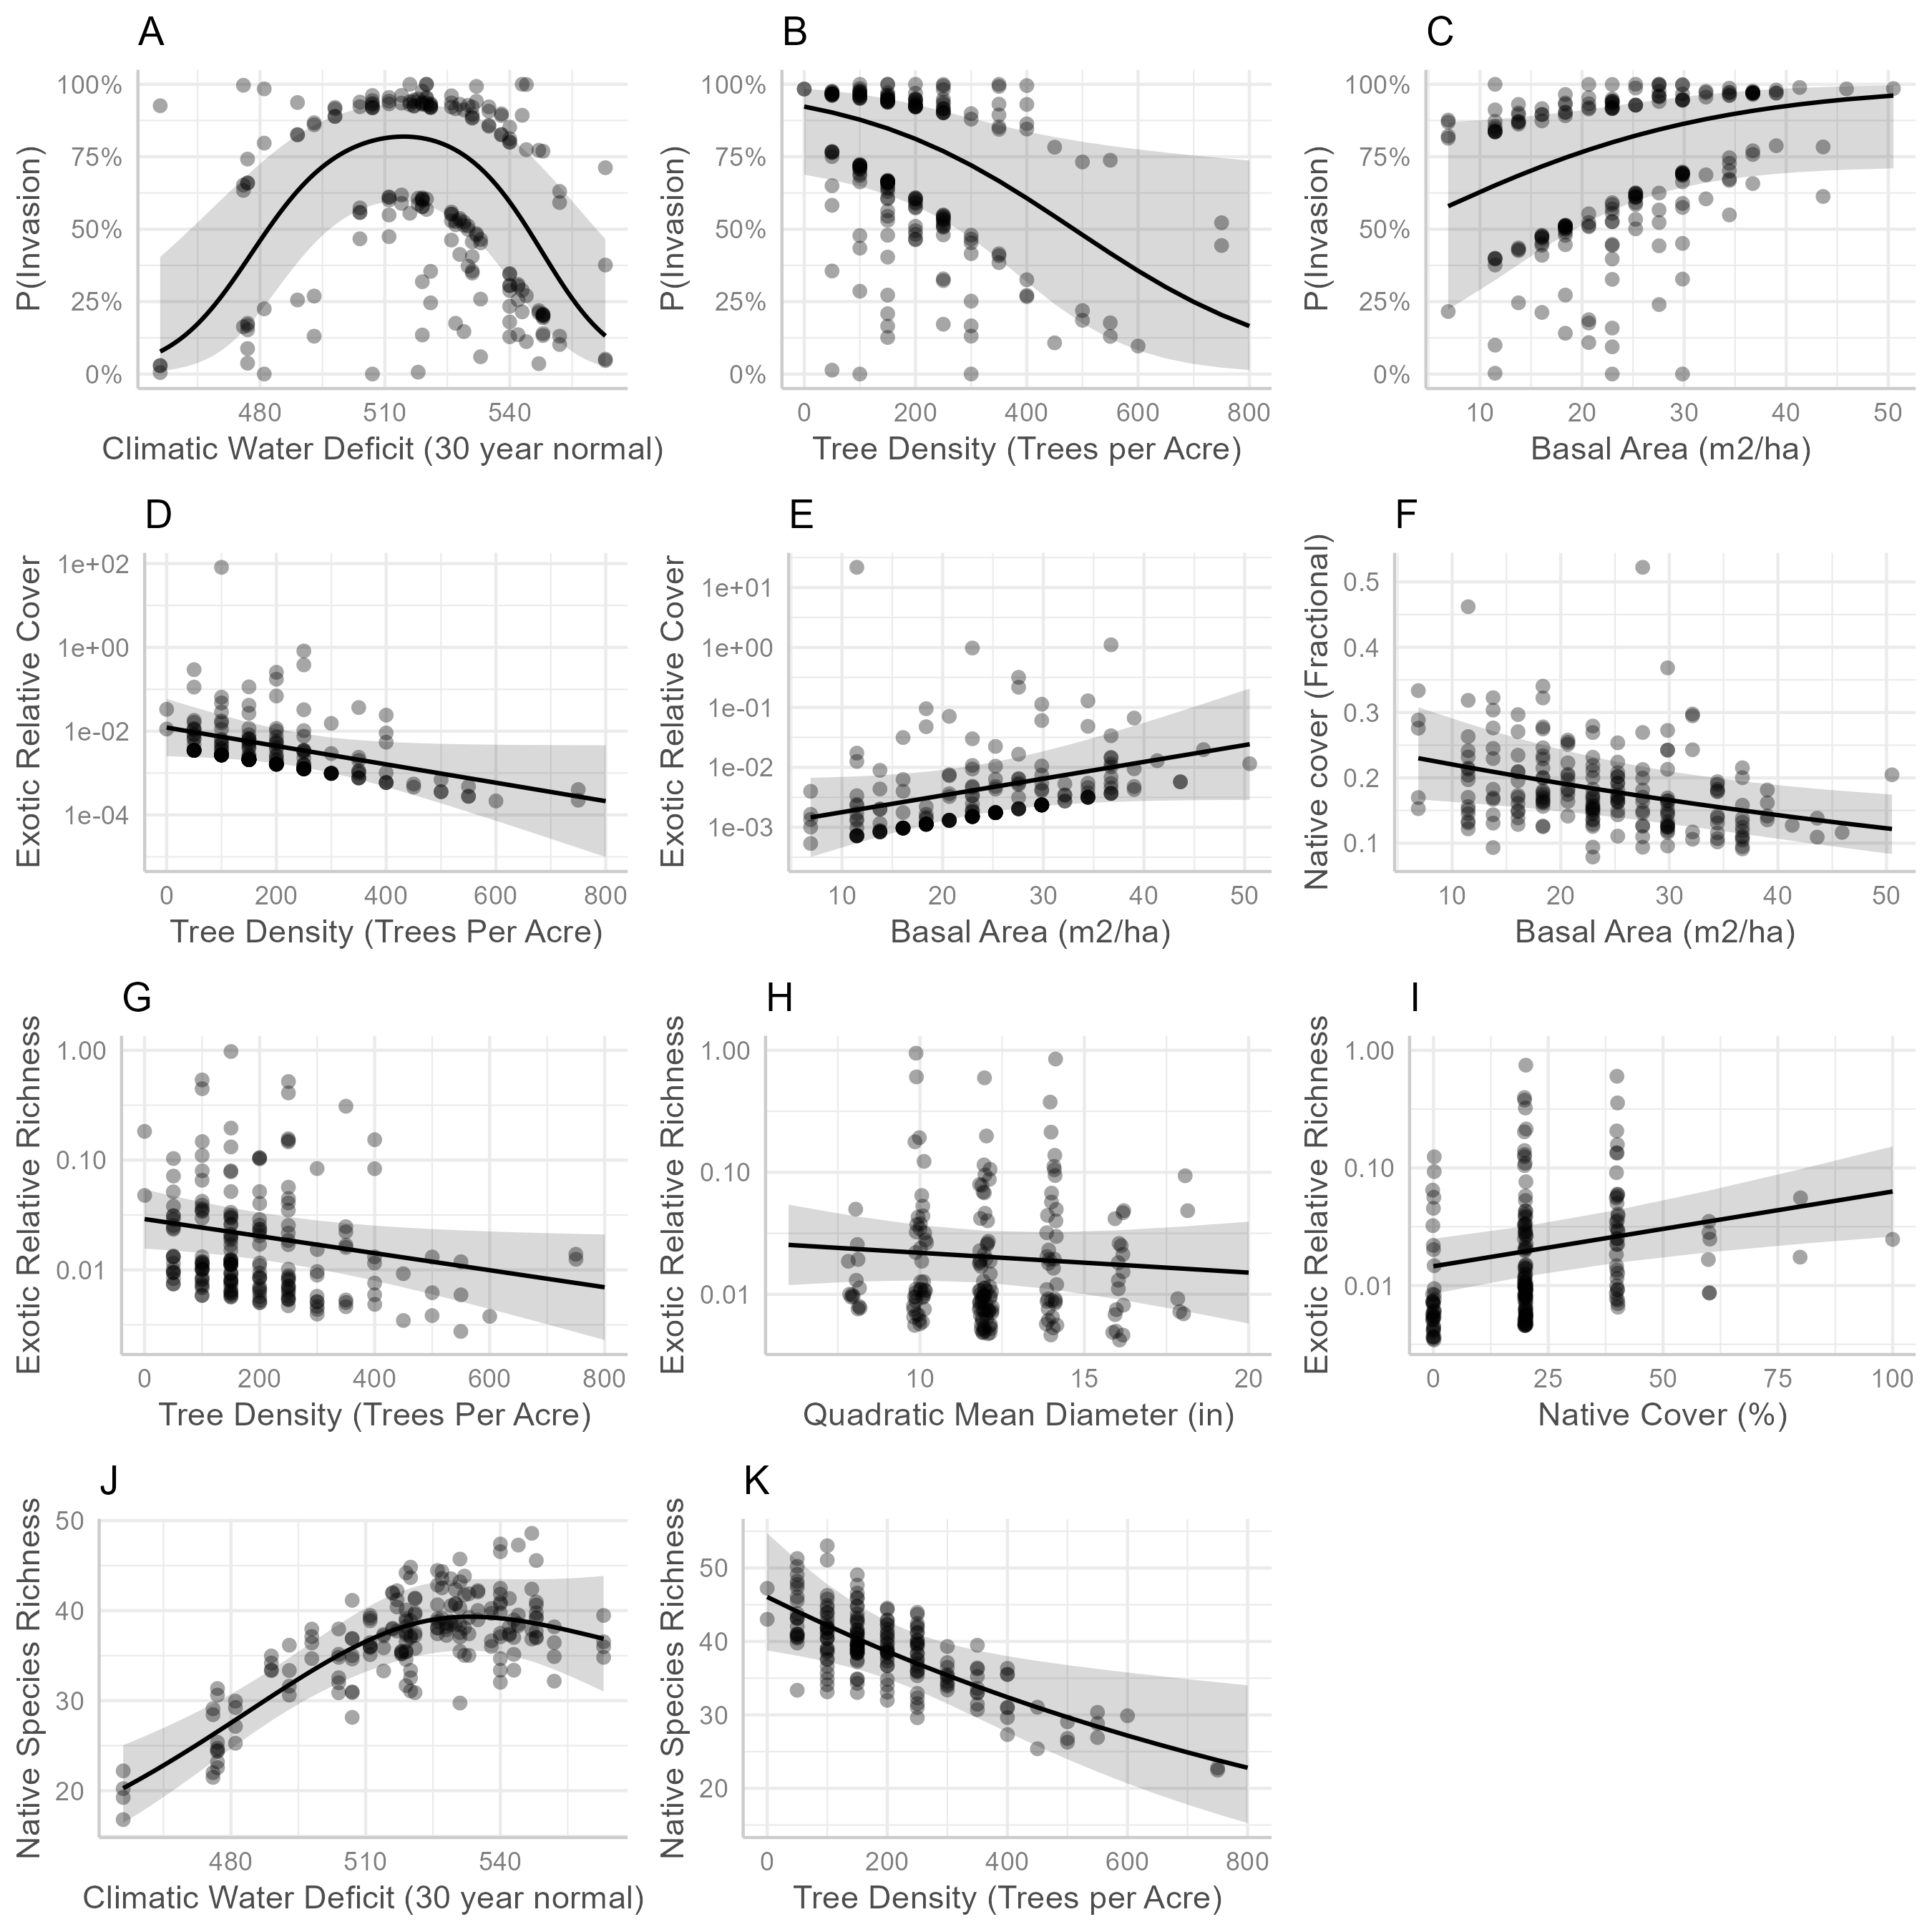 A
B
C
P(Invasion )
100%
75%
50%
25%
0%
480
510
540
Climatic Water Deficit (30 year normal)
P(Invasion )
100%
75%
50%
25%
0%
0
200
400
600
800
Tree Density (Trees per Acre)
P(Invasion )
100%
75%
50%
25%
0%
10
20
30
40
50
Basal Area (m2/ha)
D
E
F
Exotic Relative Cover
1e+02
1e+00
1e-02
1e-04
0
200
400
600
800
Tree Density (Trees Per Acre)
Exotic Relative Cover
1e+01
1e+00
1e-01
1e-02
1e-03
10
20
30
40
50
Basal Area (m2/ha)
Native cover (Fractional)
0.5
0.4
0.3
0.2
0.1
10
20
30
40
50
Basal Area (m2/ha)
G
H
I
Exotic Relative Richness
1.00
0.10
0.01
0
200
400
600
800
Tree Density (Trees Per Acre)
Exotic Relative Richness
1.00
0.10
0.01
10
15
20
Quadratic Mean Diameter (in)
Exotic Relative Richness
1.00
0.10
0.01
0
25
50
75
100
Native Cover (%)
J
K
Native Species Richness
50
40
30
20
480
510
540
Climatic Water Deficit (30 year normal)
Native Species Richness
50
40
30
20
0
200
400
600
800
Tree Density (Trees per Acre)